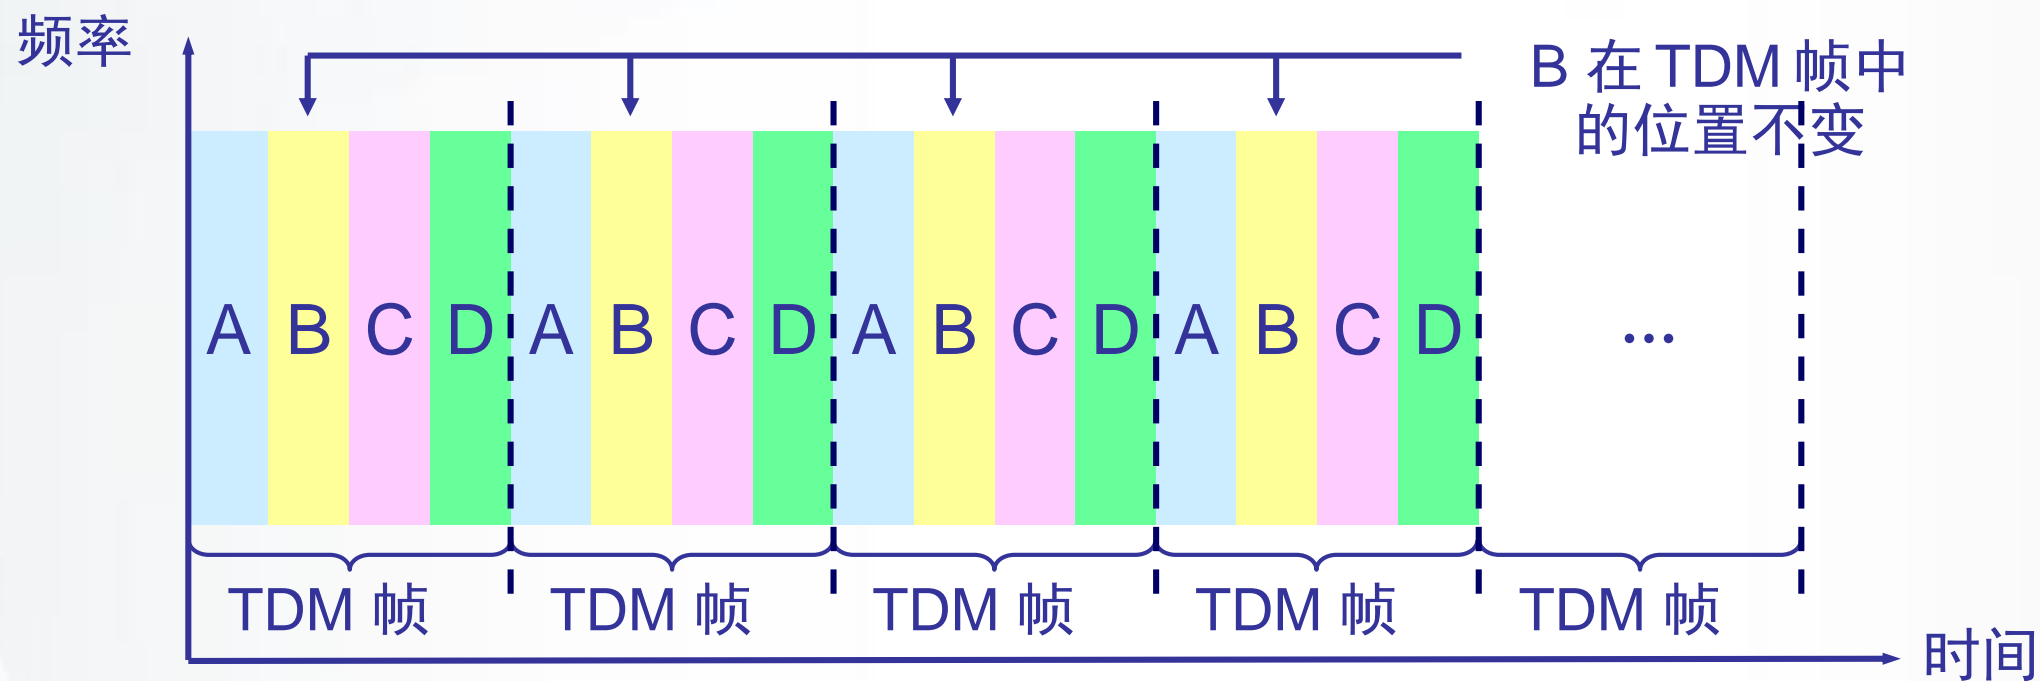 频率
B 在 TDM 帧中
的位置不变
A B C D A B C D A B C D A B C D ...
TDM 帧 TDM 帧 TDM 帧 TDM 帧 TDM 帧
时间